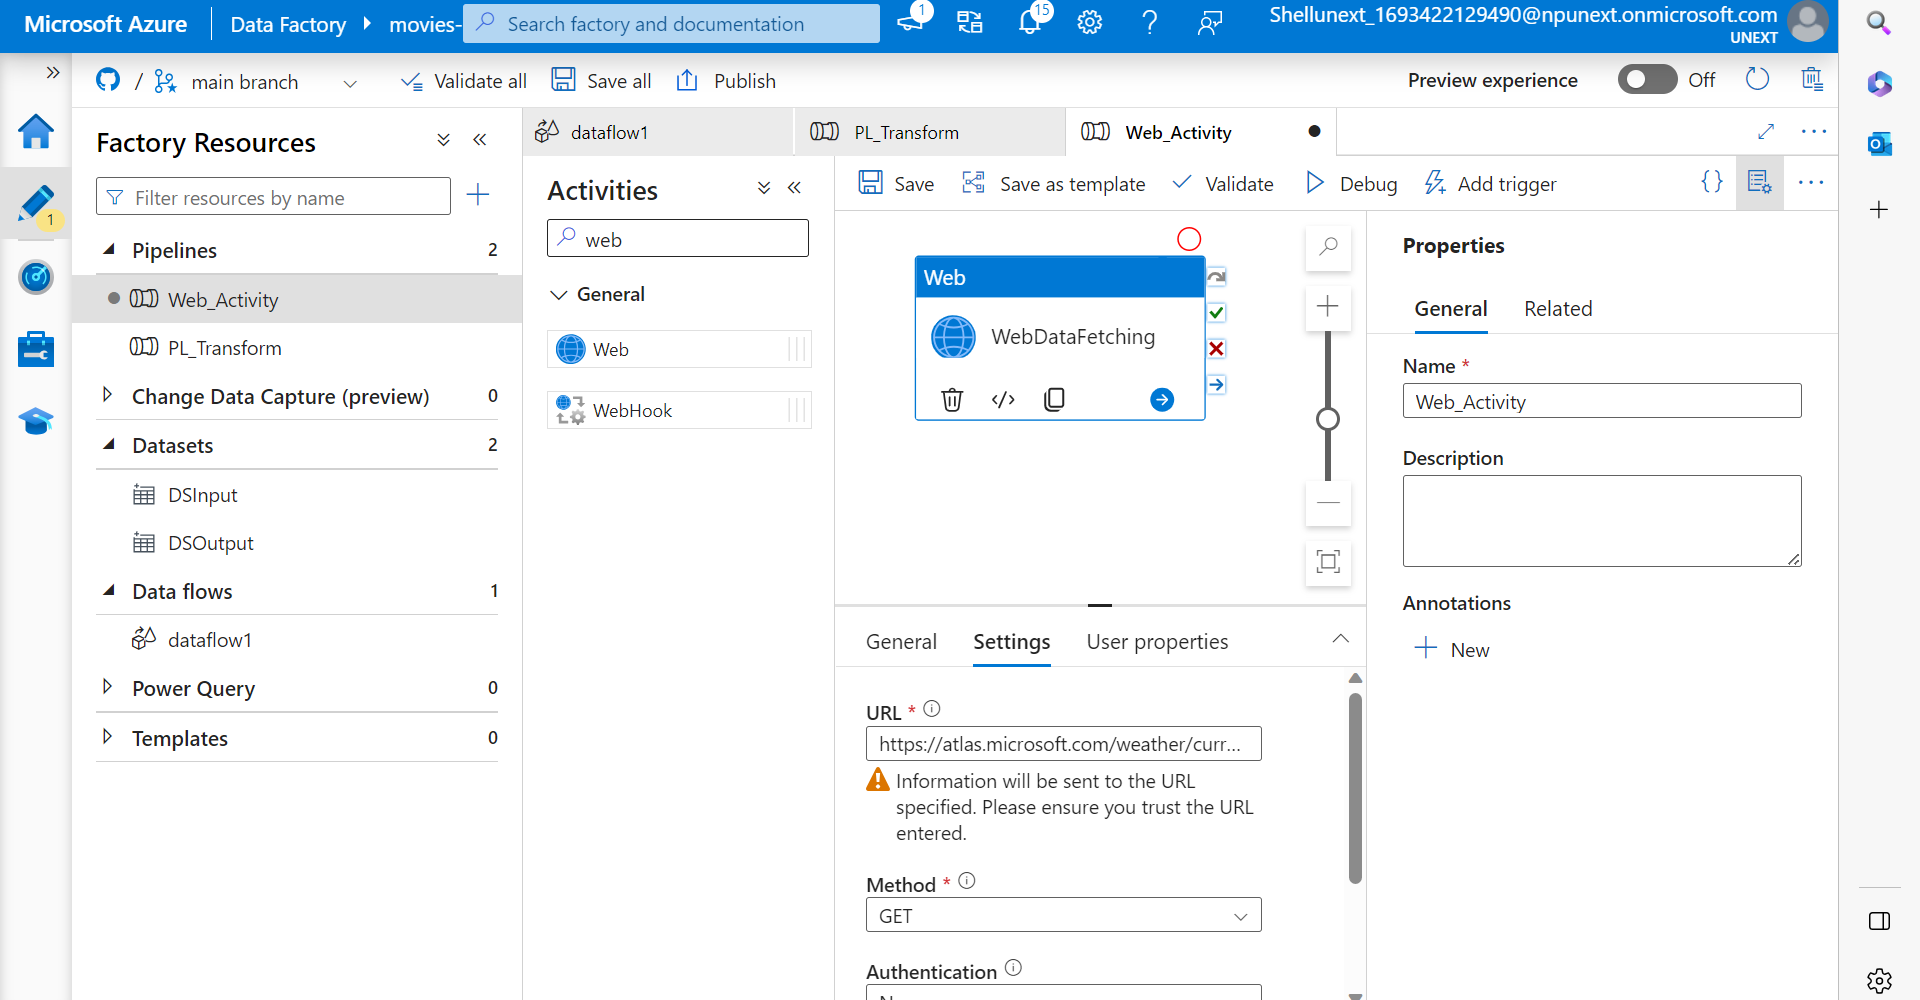 Microsoft Azure
Data Factory
movies-
Search factory and documentation
1
15
Shellunext_1693422129490@npunext.onmicrosoft.com
UNEXT
/ main branch
Validate all
Save all
Publish
Preview experience
Off
1
Factory Resources
Filter resources by name
Pipelines 2
Web_Activity
PL_Transform
Change Data Capture (preview) 0
Datasets 2
DSInput
DSOutput
Data flows 1
dataflow1
Power Query 0
Templates 0
dataflow1
PL_Transform
Web_Activity
Activities
web
General
Web
WebHook
Save
Save as template
Validate
Debug
Add trigger
{}
Web
WebDataFetching
</>
General
Settings
User properties
URL *
https://atlas.microsoft.com/weather/curr...
Information will be sent to the URL
specified. Please ensure you trust the URL
entered.
Method *
GET
Authentication
Properties
General
Related
Name *
Web_Activity
Description
Annotations
New